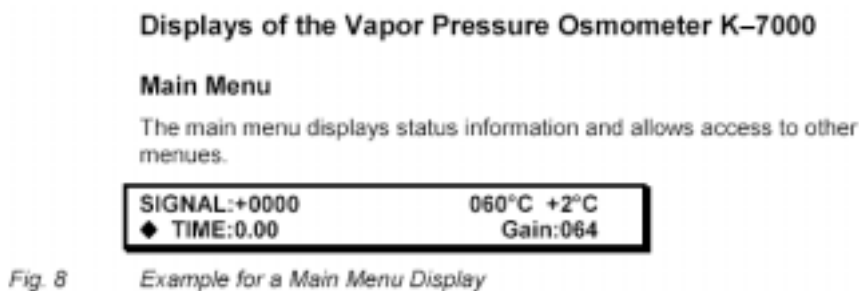 Displays of the Vapor Pressure Osmometer K–7000
Main Menu
The main menu displays status information and allows access to other
menues.
SIGNAL:+0000 060°C +2°C
◆ TIME:0.00 Gain:064
Fig. 8 Example for a Main Menu Display